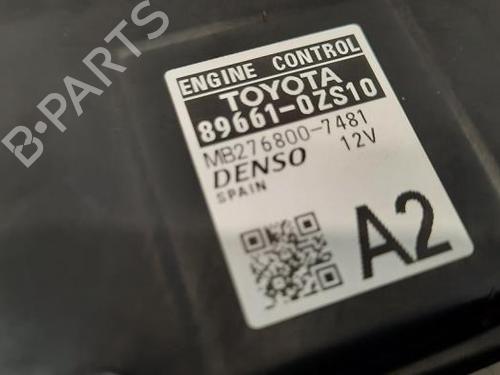 B-PARTS
ENGINE CONTROL
TOYOTA
89661-0ZS10
MB276800-7481
DENSO 12V
SPAIN
A2